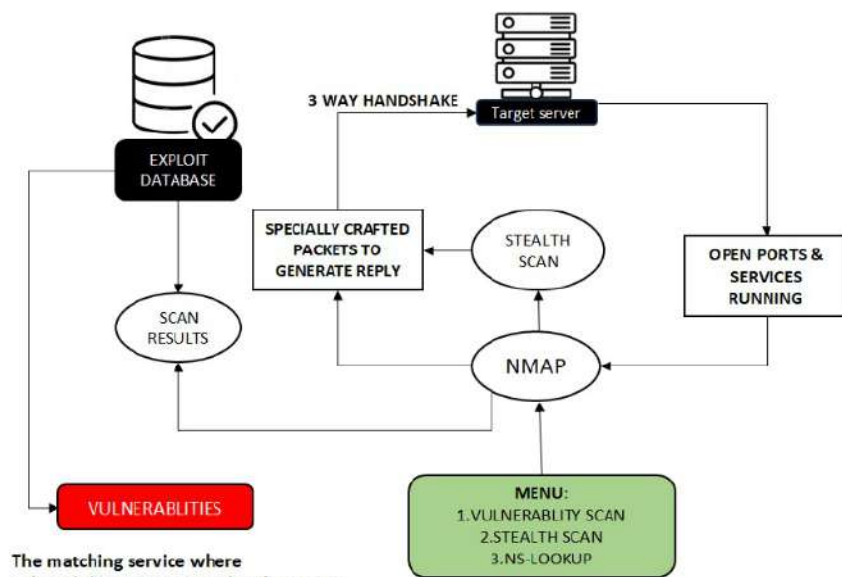 3 WAY HANDSHAKE
Target server
EXPLOIT
DATABASE
SPECIALLY CRAFTED
PACKETS TO
GENERATE REPLY
STEALTH
SCAN
OPEN PORTS &
SERVICES
RUNNING
SCAN
RESULTS
NMAP
VULNERABLITIES
MENU:
1.VULNERABLITY SCAN
2.STEALTH SCAN
3.NS-LOOKUP
The matching service where